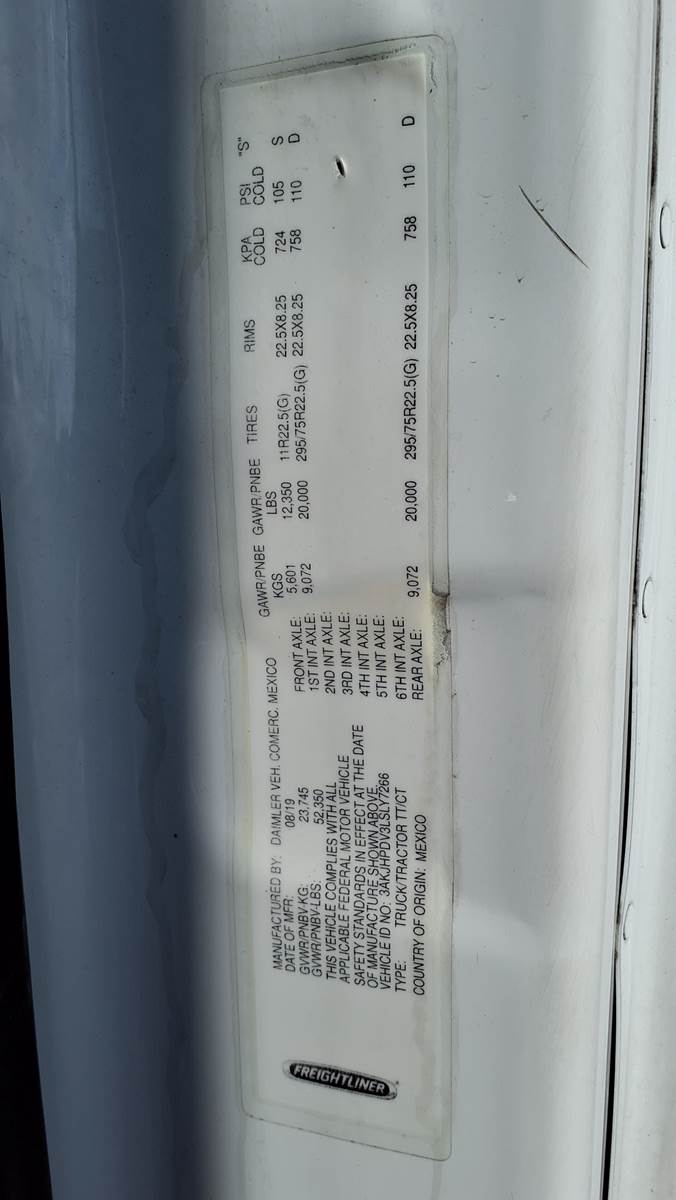 FREIGHTLINER
MANUFACTURED BY: DAIMLER VEH. COMERC. MEXICO
DATE OF MFR: 08/19
GVWR/PNBV-KG: 23,745
GVWR/PNBV-LBS: 52,350
THIS VEHICLE COMPLIES WITH ALL
APPLICABLE FEDERAL MOTOR VEHICLE
SAFETY STANDARDS IN EFFECT AT THE DATE
OF MANUFACTURE SHOWN ABOVE.
VEHICLE ID NO: 3AKJHPDV3LSLY7266
TYPE: TRUCK/TRACTOR TT/CT
COUNTRY OF ORIGIN: MEXICO
GAWR/PNBE GAWR/PNBE TIRES RIMS KPA PSI "S"
KGS LBS COLD COLD
FRONT AXLE: 5,601 12,350 11R22.5(G) 22.5X8.25 724 105 S
1ST INT AXLE: 9,072 20,000 295/75R22.5(G) 22.5X8.25 758 110 D
2ND INT AXLE:
3RD INT AXLE:
4TH INT AXLE:
5TH INT AXLE:
6TH INT AXLE:
REAR AXLE: 9,072 20,000 295/75R22.5(G) 22.5X8.25 758 110 D